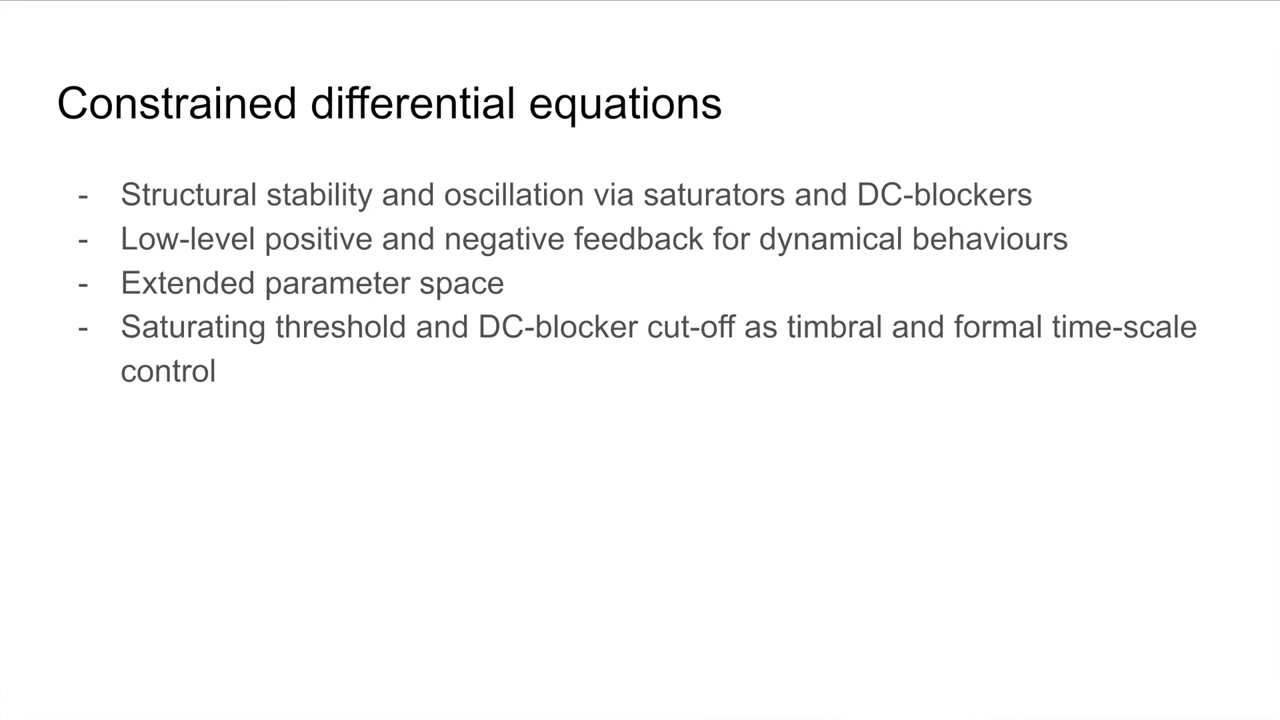 Constrained differential equations
- Structural stability and oscillation via saturators and DC-blockers
- Low-level positive and negative feedback for dynamical behaviours
- Extended parameter space
- Saturating threshold and DC-blocker cut-off as timbral and formal time-scale
control